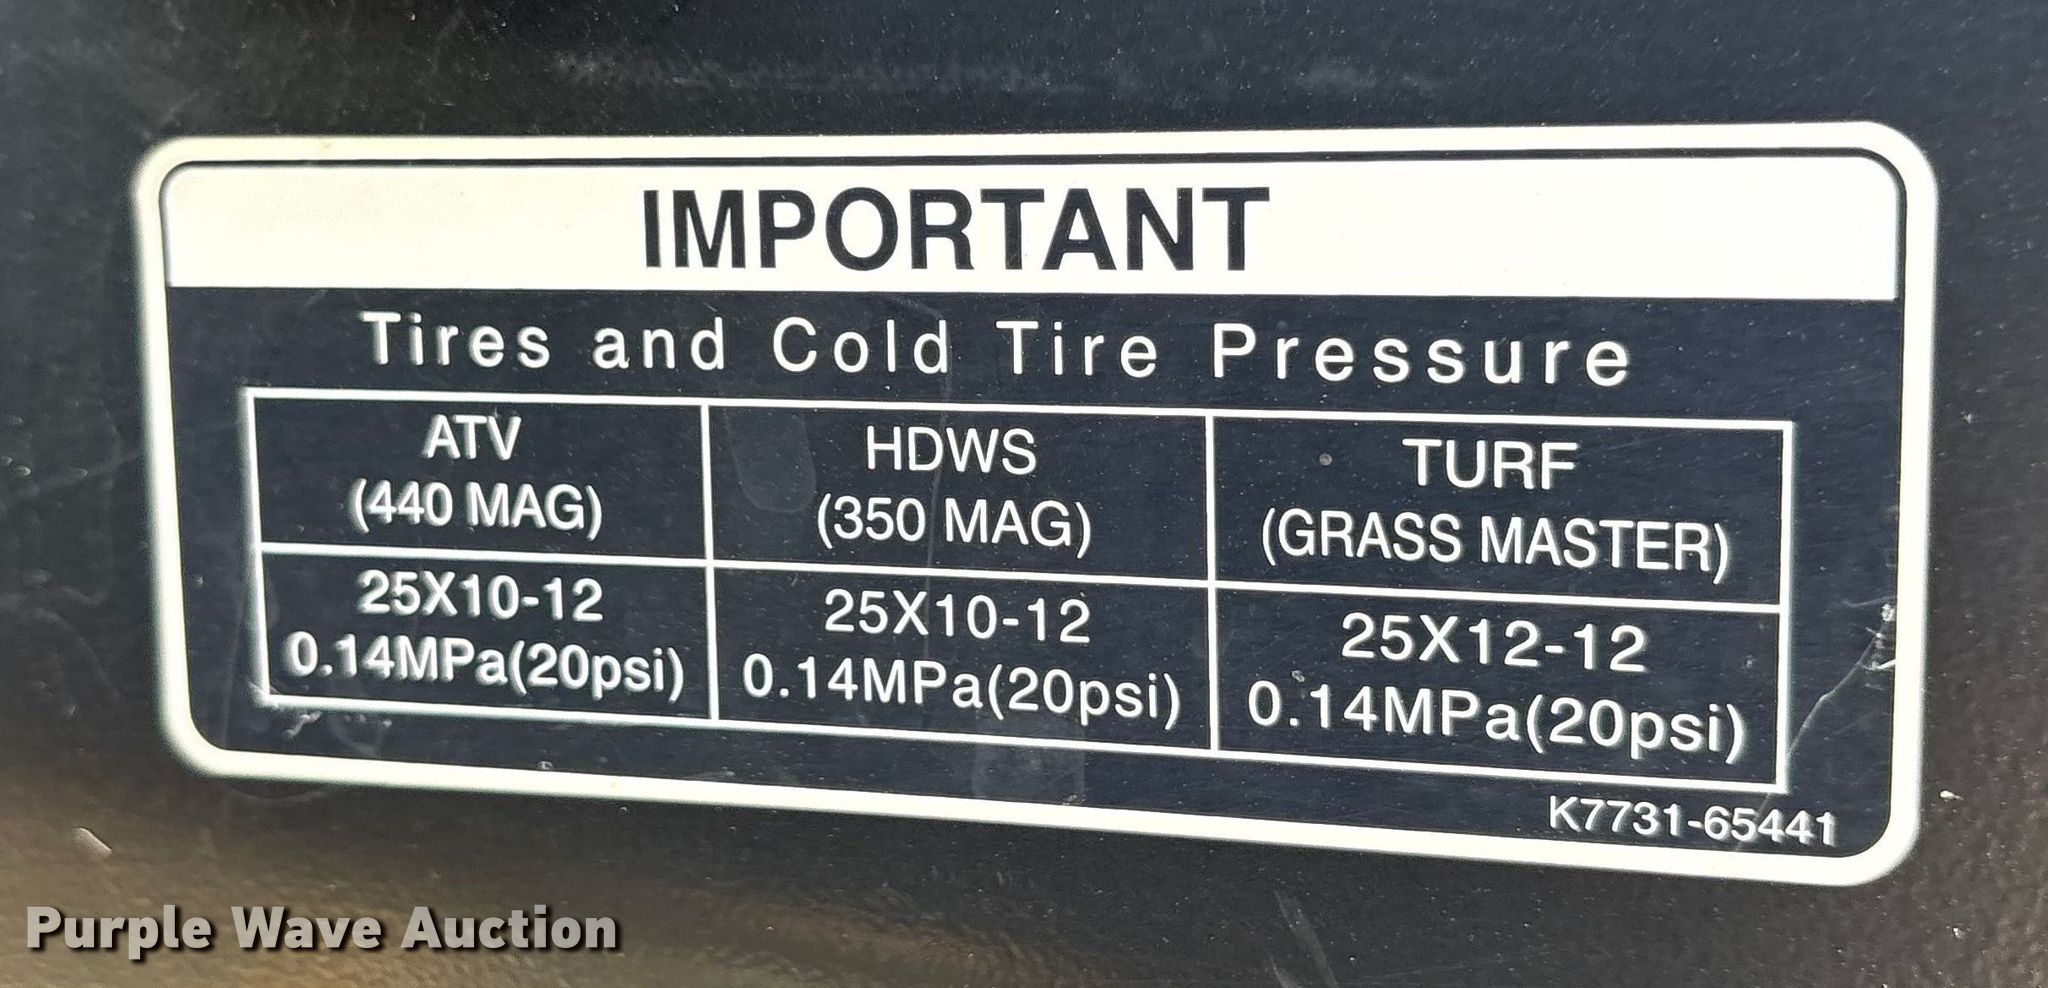 IMPORTANT
Tires and Cold Tire Pressure
ATV
(440 MAG)
HDWS
(350 MAG)
TURF
(GRASS MASTER)
25X10-12
0.14MPa(20psi)
25X10-12
0.14MPa(20psi)
25X12-12
0.14MPa(20psi)
K7731-65441
Purple Wave Auction